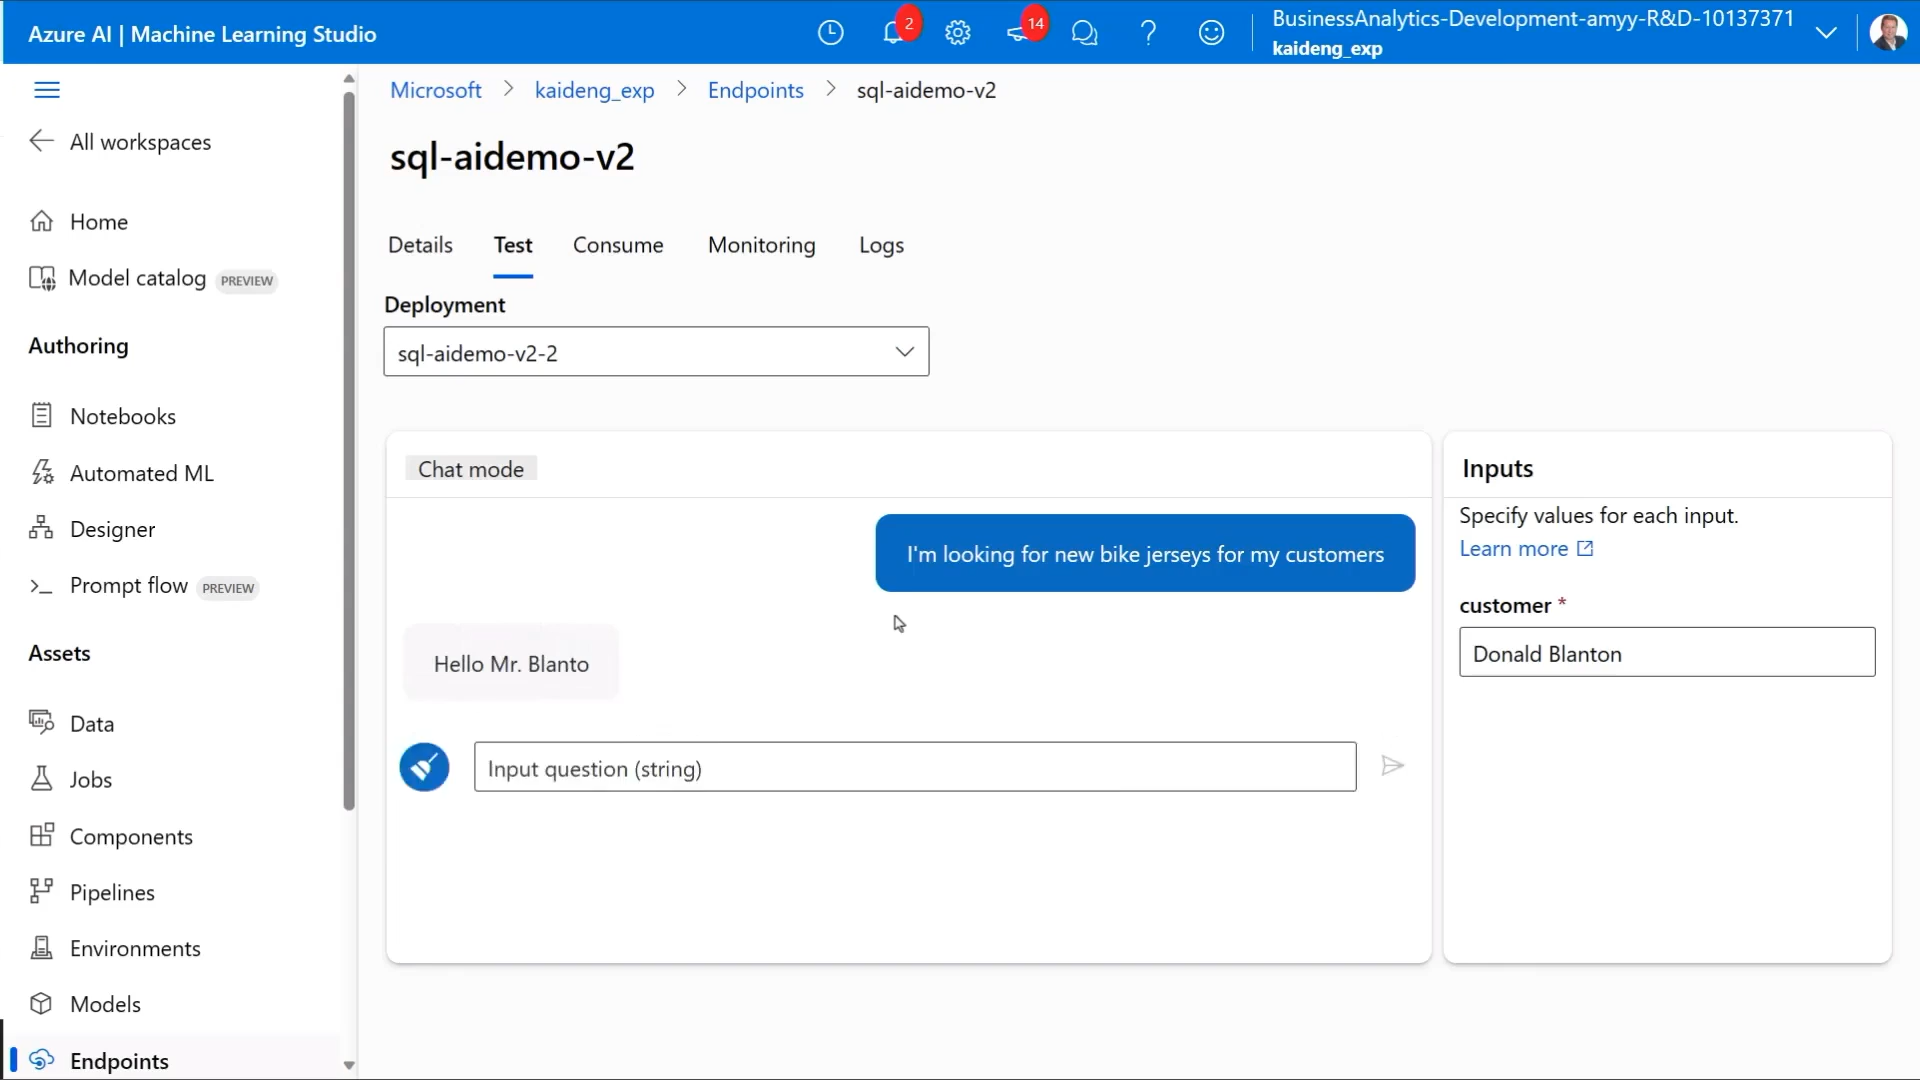 Azure AI | Machine Learning Studio
2
14
BusinessAnalytics-Development-amyy-R&D-10137371
kaideng_exp
All workspaces
Home
Model catalog PREVIEW
Authoring
Notebooks
Automated ML
Designer
Prompt flow PREVIEW
Assets
Data
Jobs
Components
Pipelines
Environments
Models
Endpoints
Microsoft > kaideng_exp > Endpoints > sql-aidemo-v2
sql-aidemo-v2
Details Test Consume Monitoring Logs
Deployment
sql-aidemo-v2-2
Chat mode
I'm looking for new bike jerseys for my customers
Hello Mr. Blanto
Input question (string)
Inputs
Specify values for each input.
Learn more
customer *
Donald Blanton